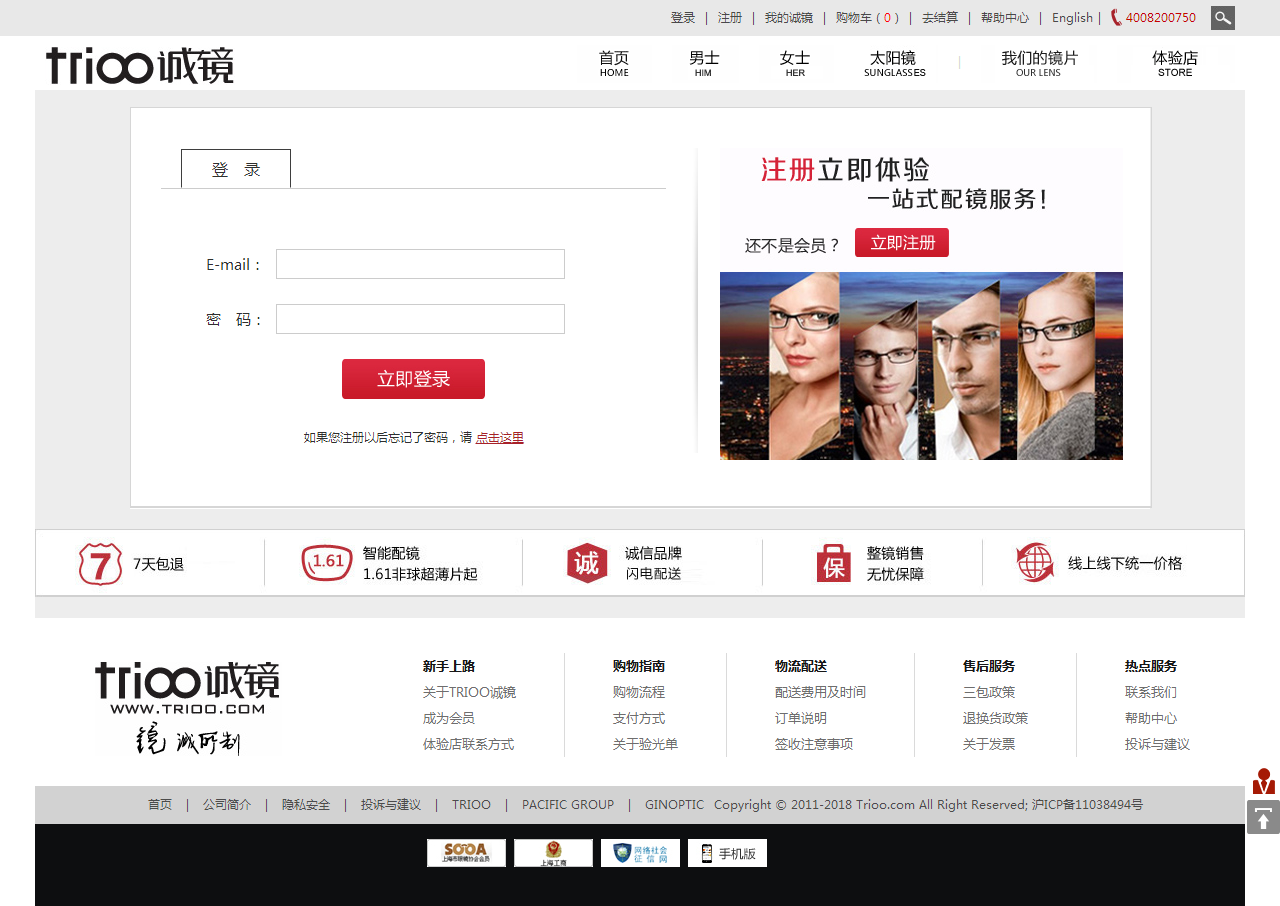 登录 | 注册 | 我的诚镜 | 购物车 ( 0 ) | 去结算 | 帮助中心 | English | 4008200750
trioo诚镜
首页 男士 女士 太阳镜 | 我们的镜片 体验店
HOME HIM HER SUNGLASSES OUR LENS STORE
登 录
注册立即体验
一站式配镜服务!
还不是会员？ 立即注册
E-mail：
密 码：
立即登录
如果您注册以后忘记了密码，请 点击这里
7 7天包退
1.61 智能配镜
1.61非球超薄片起
诚 诚信品牌
闪电配送
保 整镜销售
无忧保障
线上线下统一价格
trioo诚镜
WWW.TRIOO.COM
镜 诚所制
新手上路
关于TRIOO诚镜
成为会员
体验店联系方式
购物指南
购物流程
支付方式
关于验光单
物流配送
配送费用及时间
订单说明
签收注意事项
售后服务
三包政策
退换货政策
关于发票
热点服务
联系我们
帮助中心
投诉与建议
首页 | 公司简介 | 隐私安全 | 投诉与建议 | TRIOO | PACIFIC GROUP | GINOPTIC Copyright © 2011-2018 Trioo.com All Right Reserved; 沪ICP备11038494号
SOOA
上海市眼镜协会会员
上海工商
网络社会
征信网
手机版